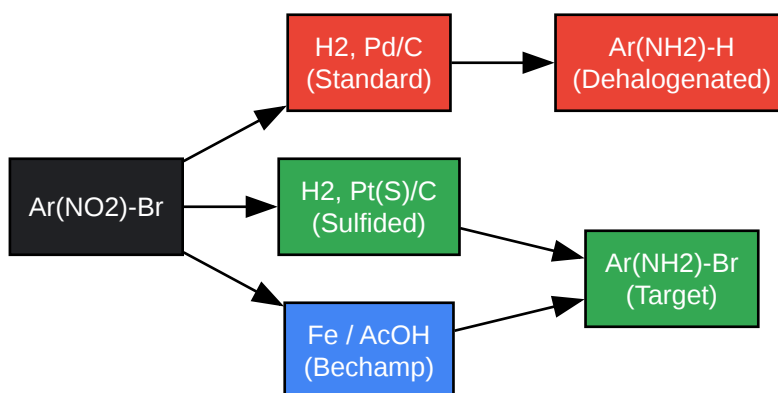 H2, Pd/C
(Standard)
Ar(NH2)-H
(Dehalogenated)
Ar(NO2)-Br
H2, Pt(S)/C
(Sulfided)
Ar(NH2)-Br
(Target)
Fe / AcOH
(Bechamp)